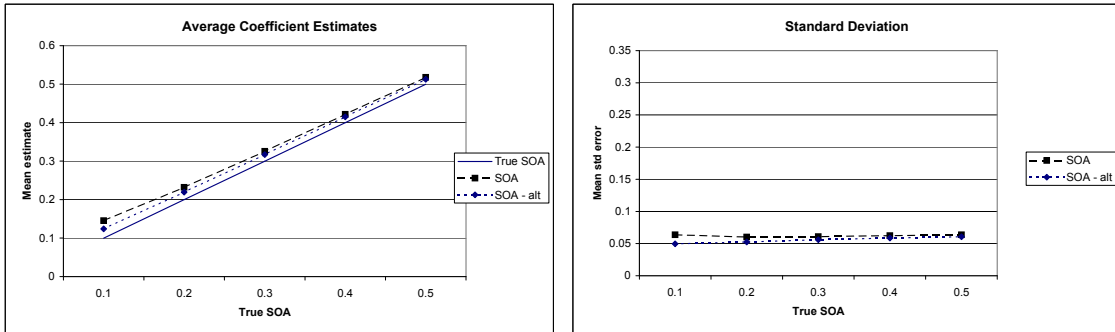 Average Coefficient Estimates
0.6
0.5
0.4
0.3
0.2
0.1
0
Mean estimate
0.1 0.2 0.3 0.4 0.5
True SOA
True SOA
SOA
SOA - alt
Standard Deviation
0.35
0.3
0.25
0.2
0.15
0.1
0.05
0
Mean std error
0.1 0.2 0.3 0.4 0.5
True SOA
SOA
SOA - alt